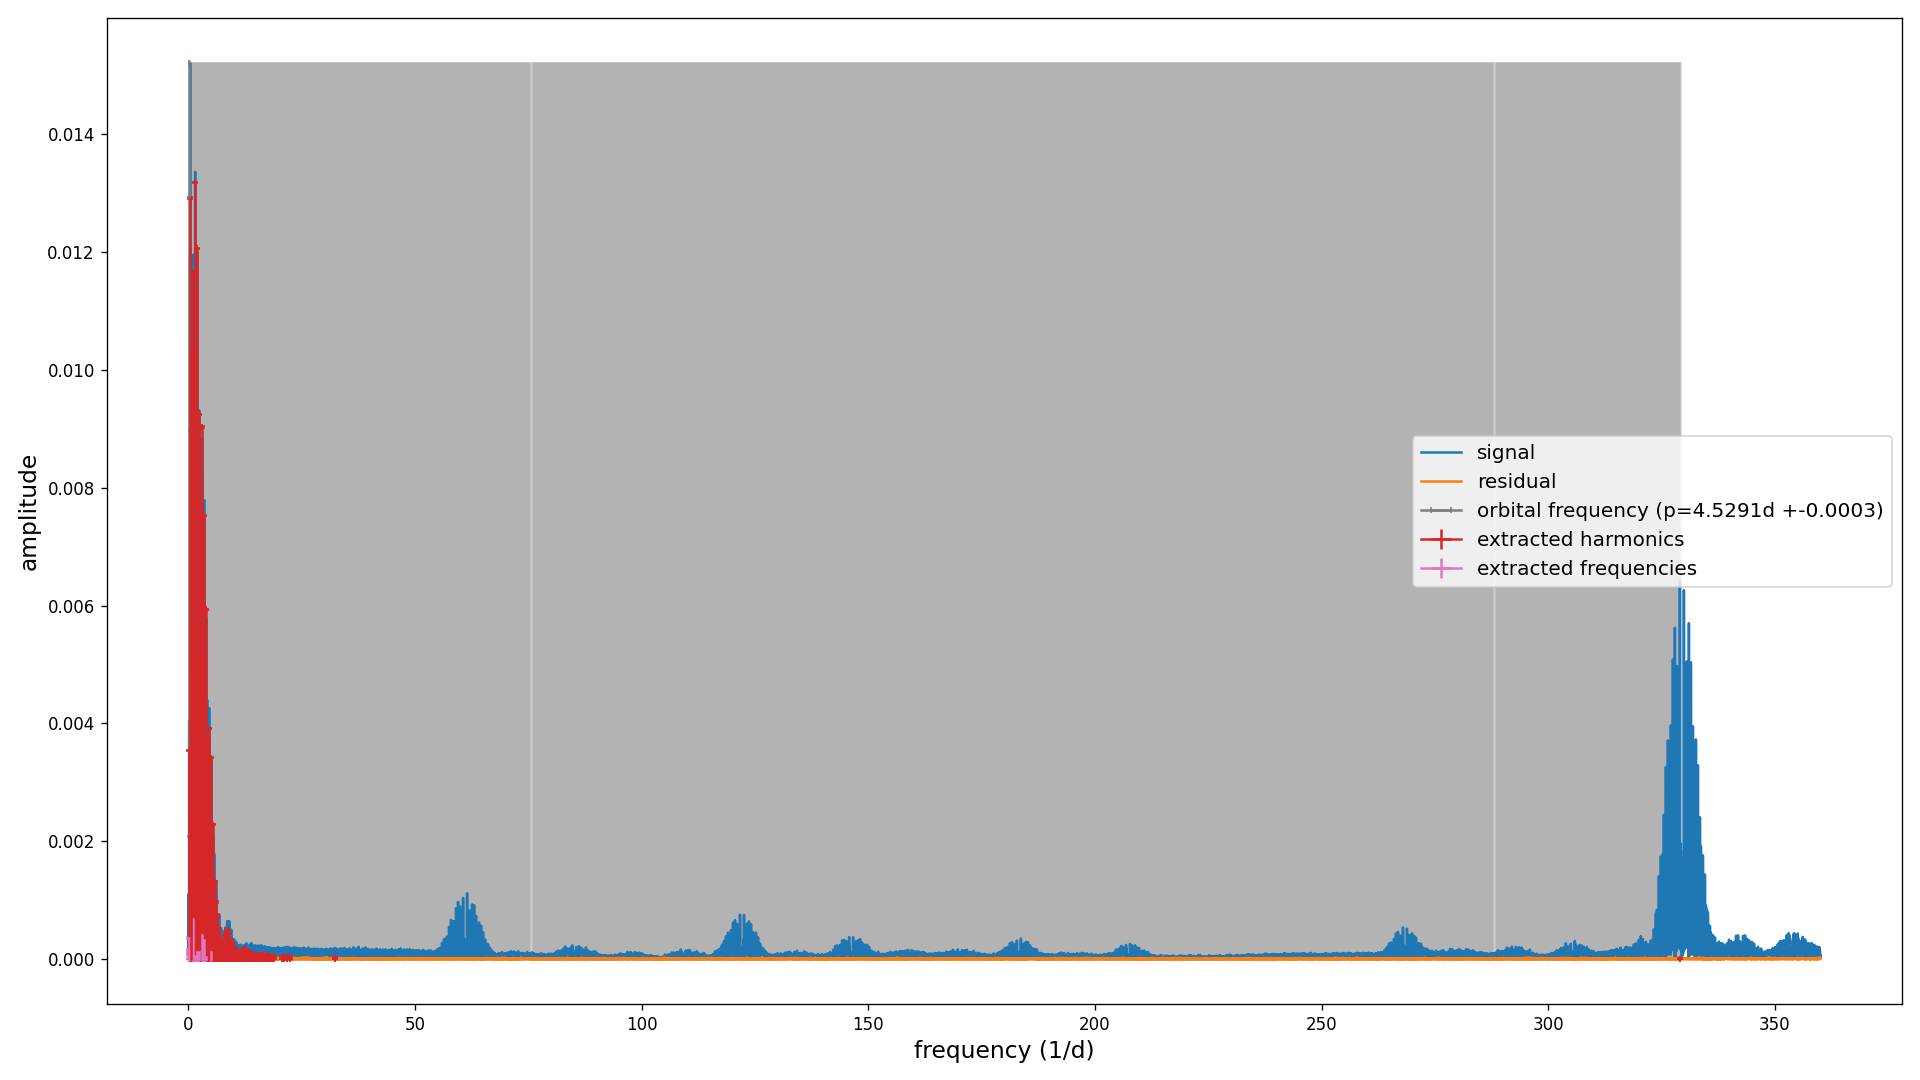 amplitude
0.014
0.012
0.010
0.008
0.006
0.004
0.002
0.000
signal
residual
orbital frequency (p=4.5291d +-0.0003)
extracted harmonics
extracted frequencies
0 50 100 150 200 250 300 350
frequency (1/d)